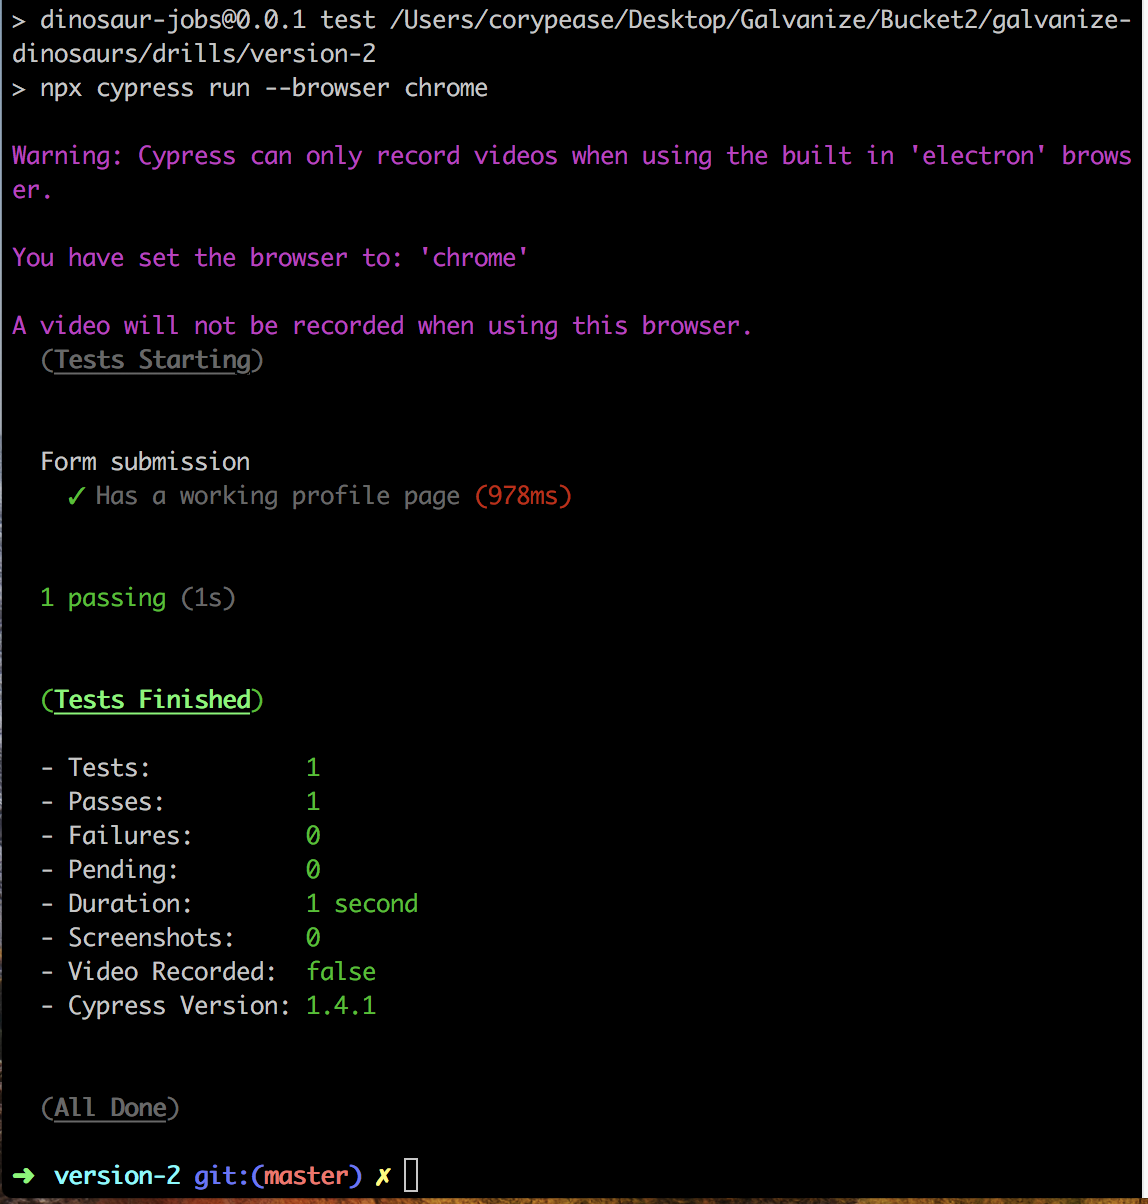 > dinosaur-jobs@0.0.1 test /Users/corypease/Desktop/Galvanize/Bucket2/galvanize-
dinosaurs/drills/version-2
> npx cypress run --browser chrome
Warning: Cypress can only record videos when using the built in 'electron' brows
er.
You have set the browser to: 'chrome'
A video will not be recorded when using this browser.
(Tests Starting)
Form submission
✓ Has a working profile page (978ms)
1 passing (1s)
(Tests Finished)
- Tests: 1
- Passes: 1
- Failures: 0
- Pending: 0
- Duration: 1 second
- Screenshots: 0
- Video Recorded: false
- Cypress Version: 1.4.1
(All Done)
➜ version-2 git:(master) ✗